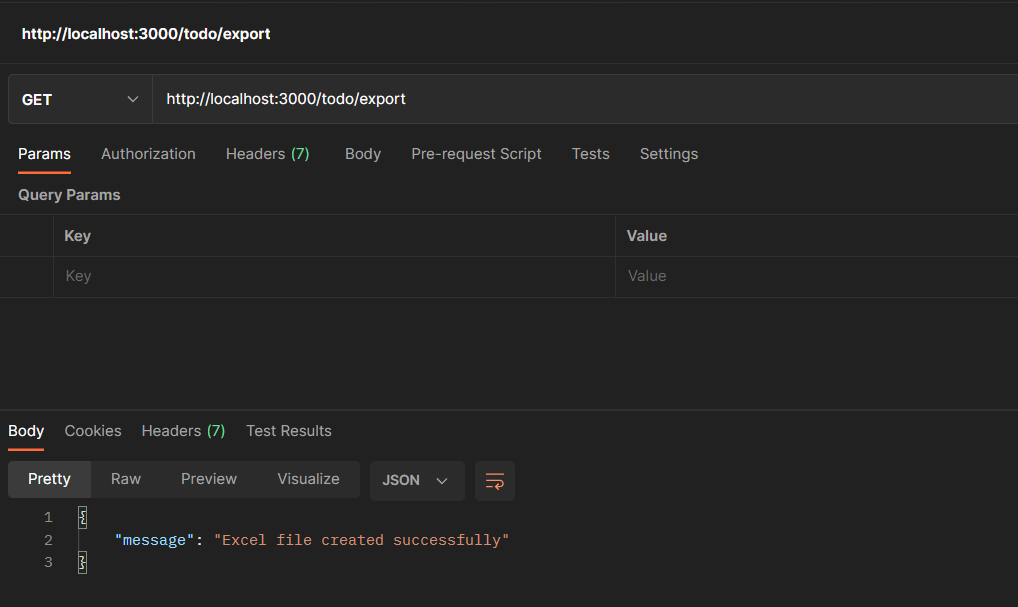 http://localhost:3000/todo/export
GET http://localhost:3000/todo/export
Params Authorization Headers (7) Body Pre-request Script Tests Settings
Query Params
Key Value
Key Value
Body Cookies Headers (7) Test Results
Pretty Raw Preview Visualize JSON
1 {
2 "message": "Excel file created successfully"
3 }